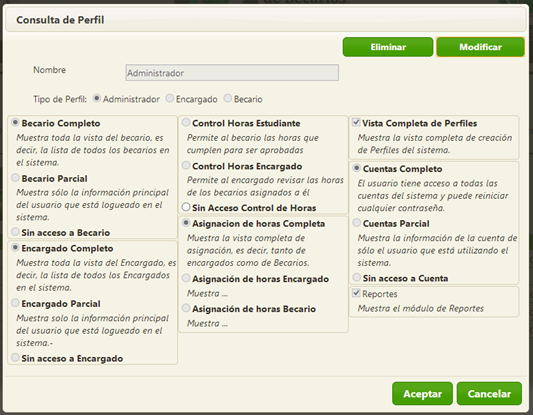 de Becarios
Consulta de Perfil
Eliminar
Modificar
Nombre
Administrador
Tipo de Perfil:
Administrador
Encargado
Becario
Becario Completo
Muestra toda la vista del becario, es
decir, la lista de todos los becarios en
el sistema.
Becario Parcial
Muestra sólo la información principal
del usuario que está logueado en el
sistema.
Sin acceso a Becario
Encargado Completo
Muestra toda la vista del Encargado, es
decir, la lista de todos los Encargados
en el sistema.
Encargado Parcial
Muestra solo la información principal
del usuario que está logueado en el
sistema.-
Sin acceso a Encargado
Control Horas Estudiante
Permite al becario las horas que
cumplen para ser aprobadas
Control Horas Encargado
Permite al encargado revisar las horas
de los becarios asignados a él
Sin Acceso Control de Horas
Asignacion de horas Completa
Muestra la vista completa de
asignación, es decir, tanto de
encargados como de Becarios.
Asignación de horas Encargado
Muestra ...
Asignación de horas Becario
Muestra ...
Vista Completa de Perfiles
Muestra la vista completa de creación
de Perfiles del sistema.
Cuentas Completo
El usuario tiene acceso a todas las
cuentas del sistema y puede reiniciar
cualquier contraseña.
Cuentas Parcial
Muestra la información de la cuenta de
sólo el usuario que está utilizando el
sistema.
Sin acceso a Cuenta
Reportes
Muestra el módulo de Reportes
Aceptar
Cancelar